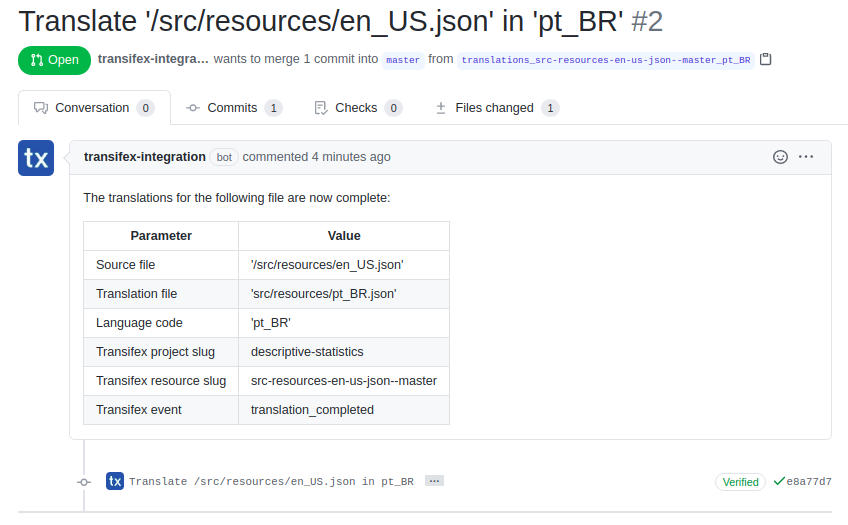 Translate '/src/resources/en_US.json' in 'pt_BR' #2
Open transifex-integra... wants to merge 1 commit into master from translations_src-resources-en-us-json--master_pt_BR
Conversation 0 Commits 1 Checks 0 Files changed 1
tx transifex-integration bot commented 4 minutes ago
The translations for the following file are now complete:
Parameter Value
Source file '/src/resources/en_US.json'
Translation file 'src/resources/pt_BR.json'
Language code 'pt_BR'
Transifex project slug descriptive-statistics
Transifex resource slug src-resources-en-us-json--master
Transifex event translation_completed
tx Translate /src/resources/en_US.json in pt_BR ... Verified e8a77d7